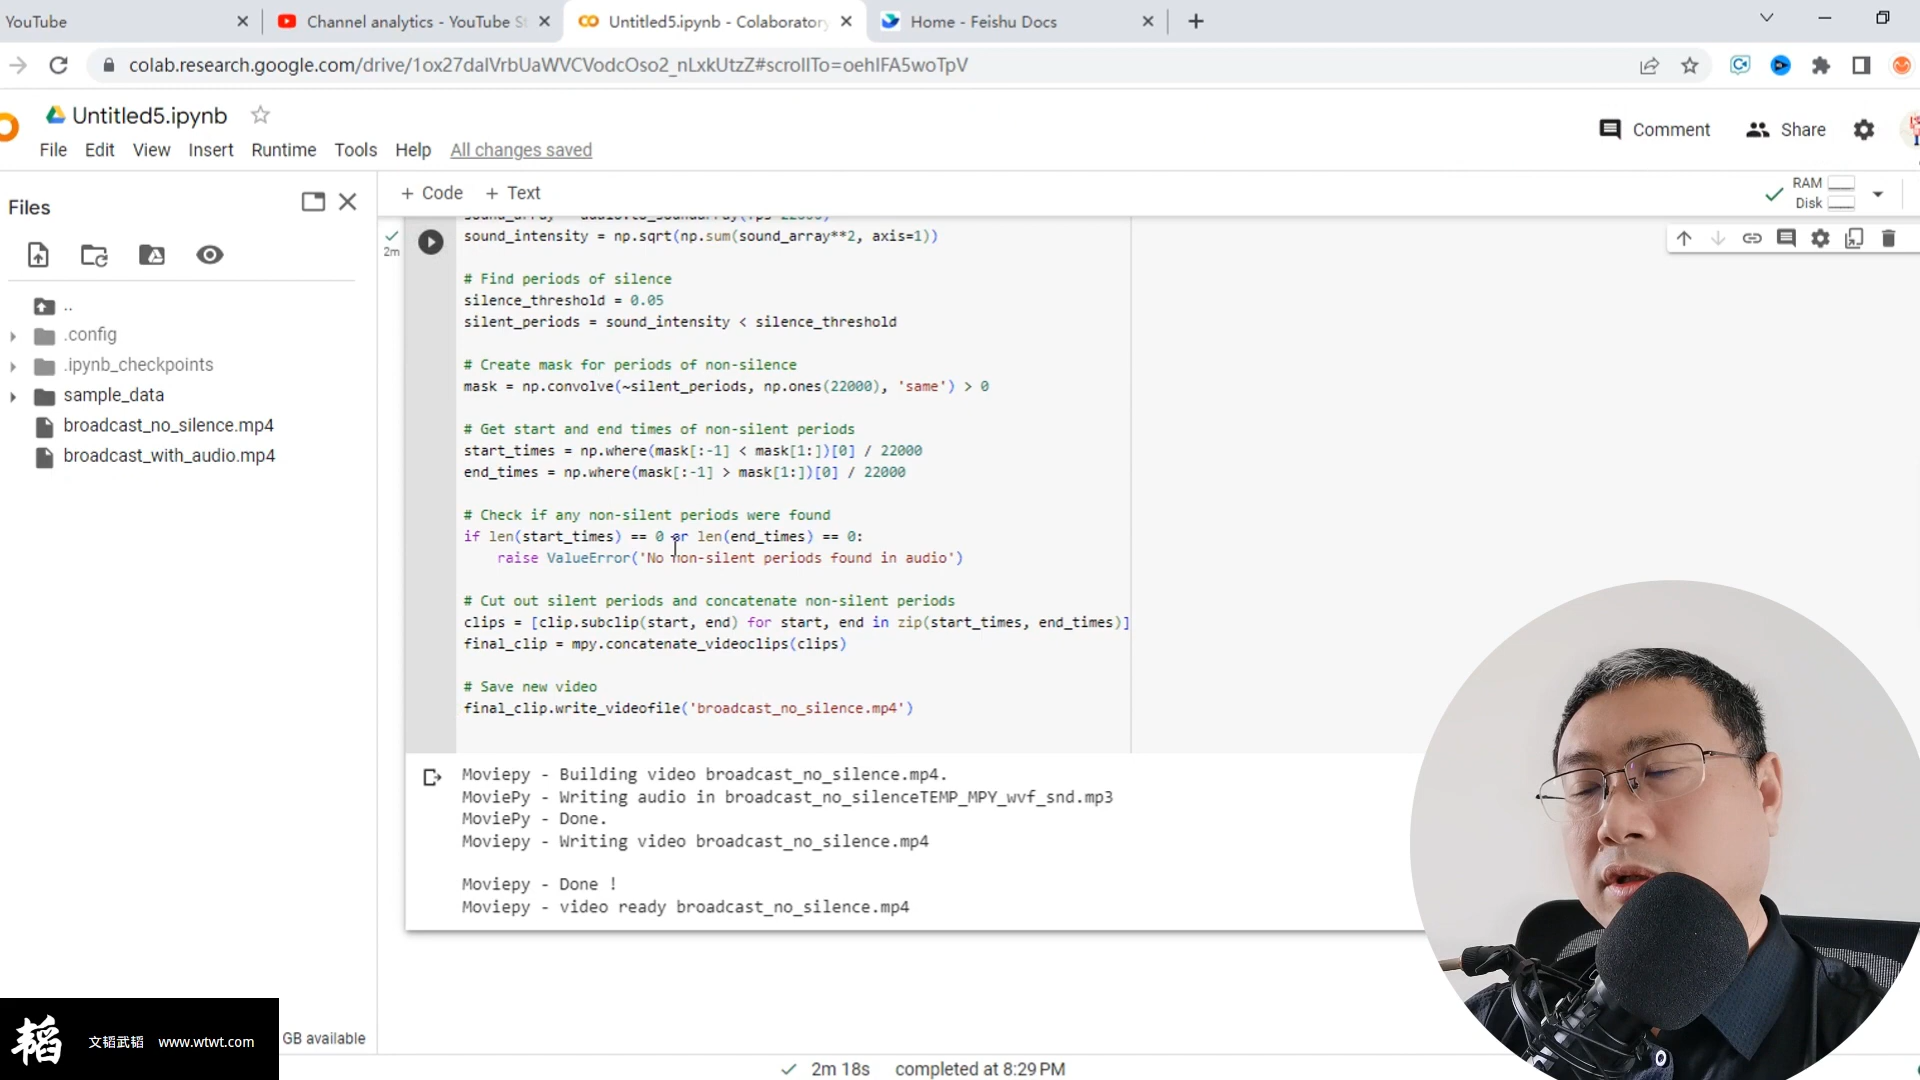 YouTube
Channel analytics - YouTube St
Untitled5.ipynb - Colaboratory
Home - Feishu Docs
colab.research.google.com/drive/1ox27dalVrbUaWVCVodcOso2_nLxkUtzZ#scrollTo=oehIFA5woTpV
Untitled5.ipynb
Comment
Share
File Edit View Insert Runtime Tools Help All changes saved
Files
+ Code + Text
RAM
Disk
..
.config
.ipynb_checkpoints
sample_data
broadcast_no_silence.mp4
broadcast_with_audio.mp4
2m
sound_intensity = np.sqrt(np.sum(sound_array**2, axis=1))
# Find periods of silence
silence_threshold = 0.05
silent_periods = sound_intensity < silence_threshold
# Create mask for periods of non-silence
mask = np.convolve(~silent_periods, np.ones(22000), 'same') > 0
# Get start and end times of non-silent periods
start_times = np.where(mask[:-1] < mask[1:])[0] / 22000
end_times = np.where(mask[:-1] > mask[1:])[0] / 22000
# Check if any non-silent periods were found
if len(start_times) == 0 or len(end_times) == 0:
raise ValueError('No non-silent periods found in audio')
# Cut out silent periods and concatenate non-silent periods
clips = [clip.subclip(start, end) for start, end in zip(start_times, end_times)]
final_clip = mpy.concatenate_videoclips(clips)
# Save new video
final_clip.write_videofile('broadcast_no_silence.mp4')
Moviepy - Building video broadcast_no_silence.mp4.
MoviePy - Writing audio in broadcast_no_silenceTEMP_MPY_wvf_snd.mp3
MoviePy - Done.
Moviepy - Writing video broadcast_no_silence.mp4
Moviepy - Done !
Moviepy - video ready broadcast_no_silence.mp4
韬 文韬武韬 www.wtwt.com
GB available
2m 18s completed at 8:29 PM